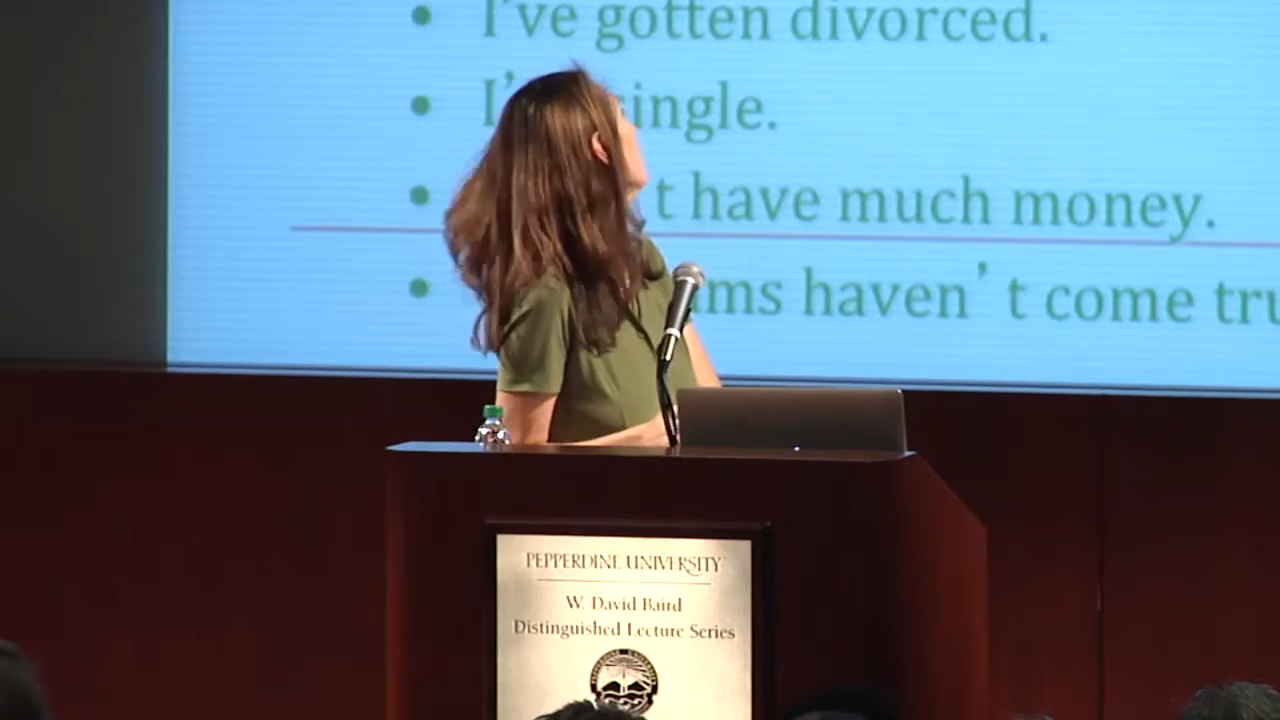 • I've gotten divorced.
• I' single.
• t have much money.
• ms haven't come tru
PEPPERDINE UNIVERSITY
W. David Baird
Distinguished Lecture Series